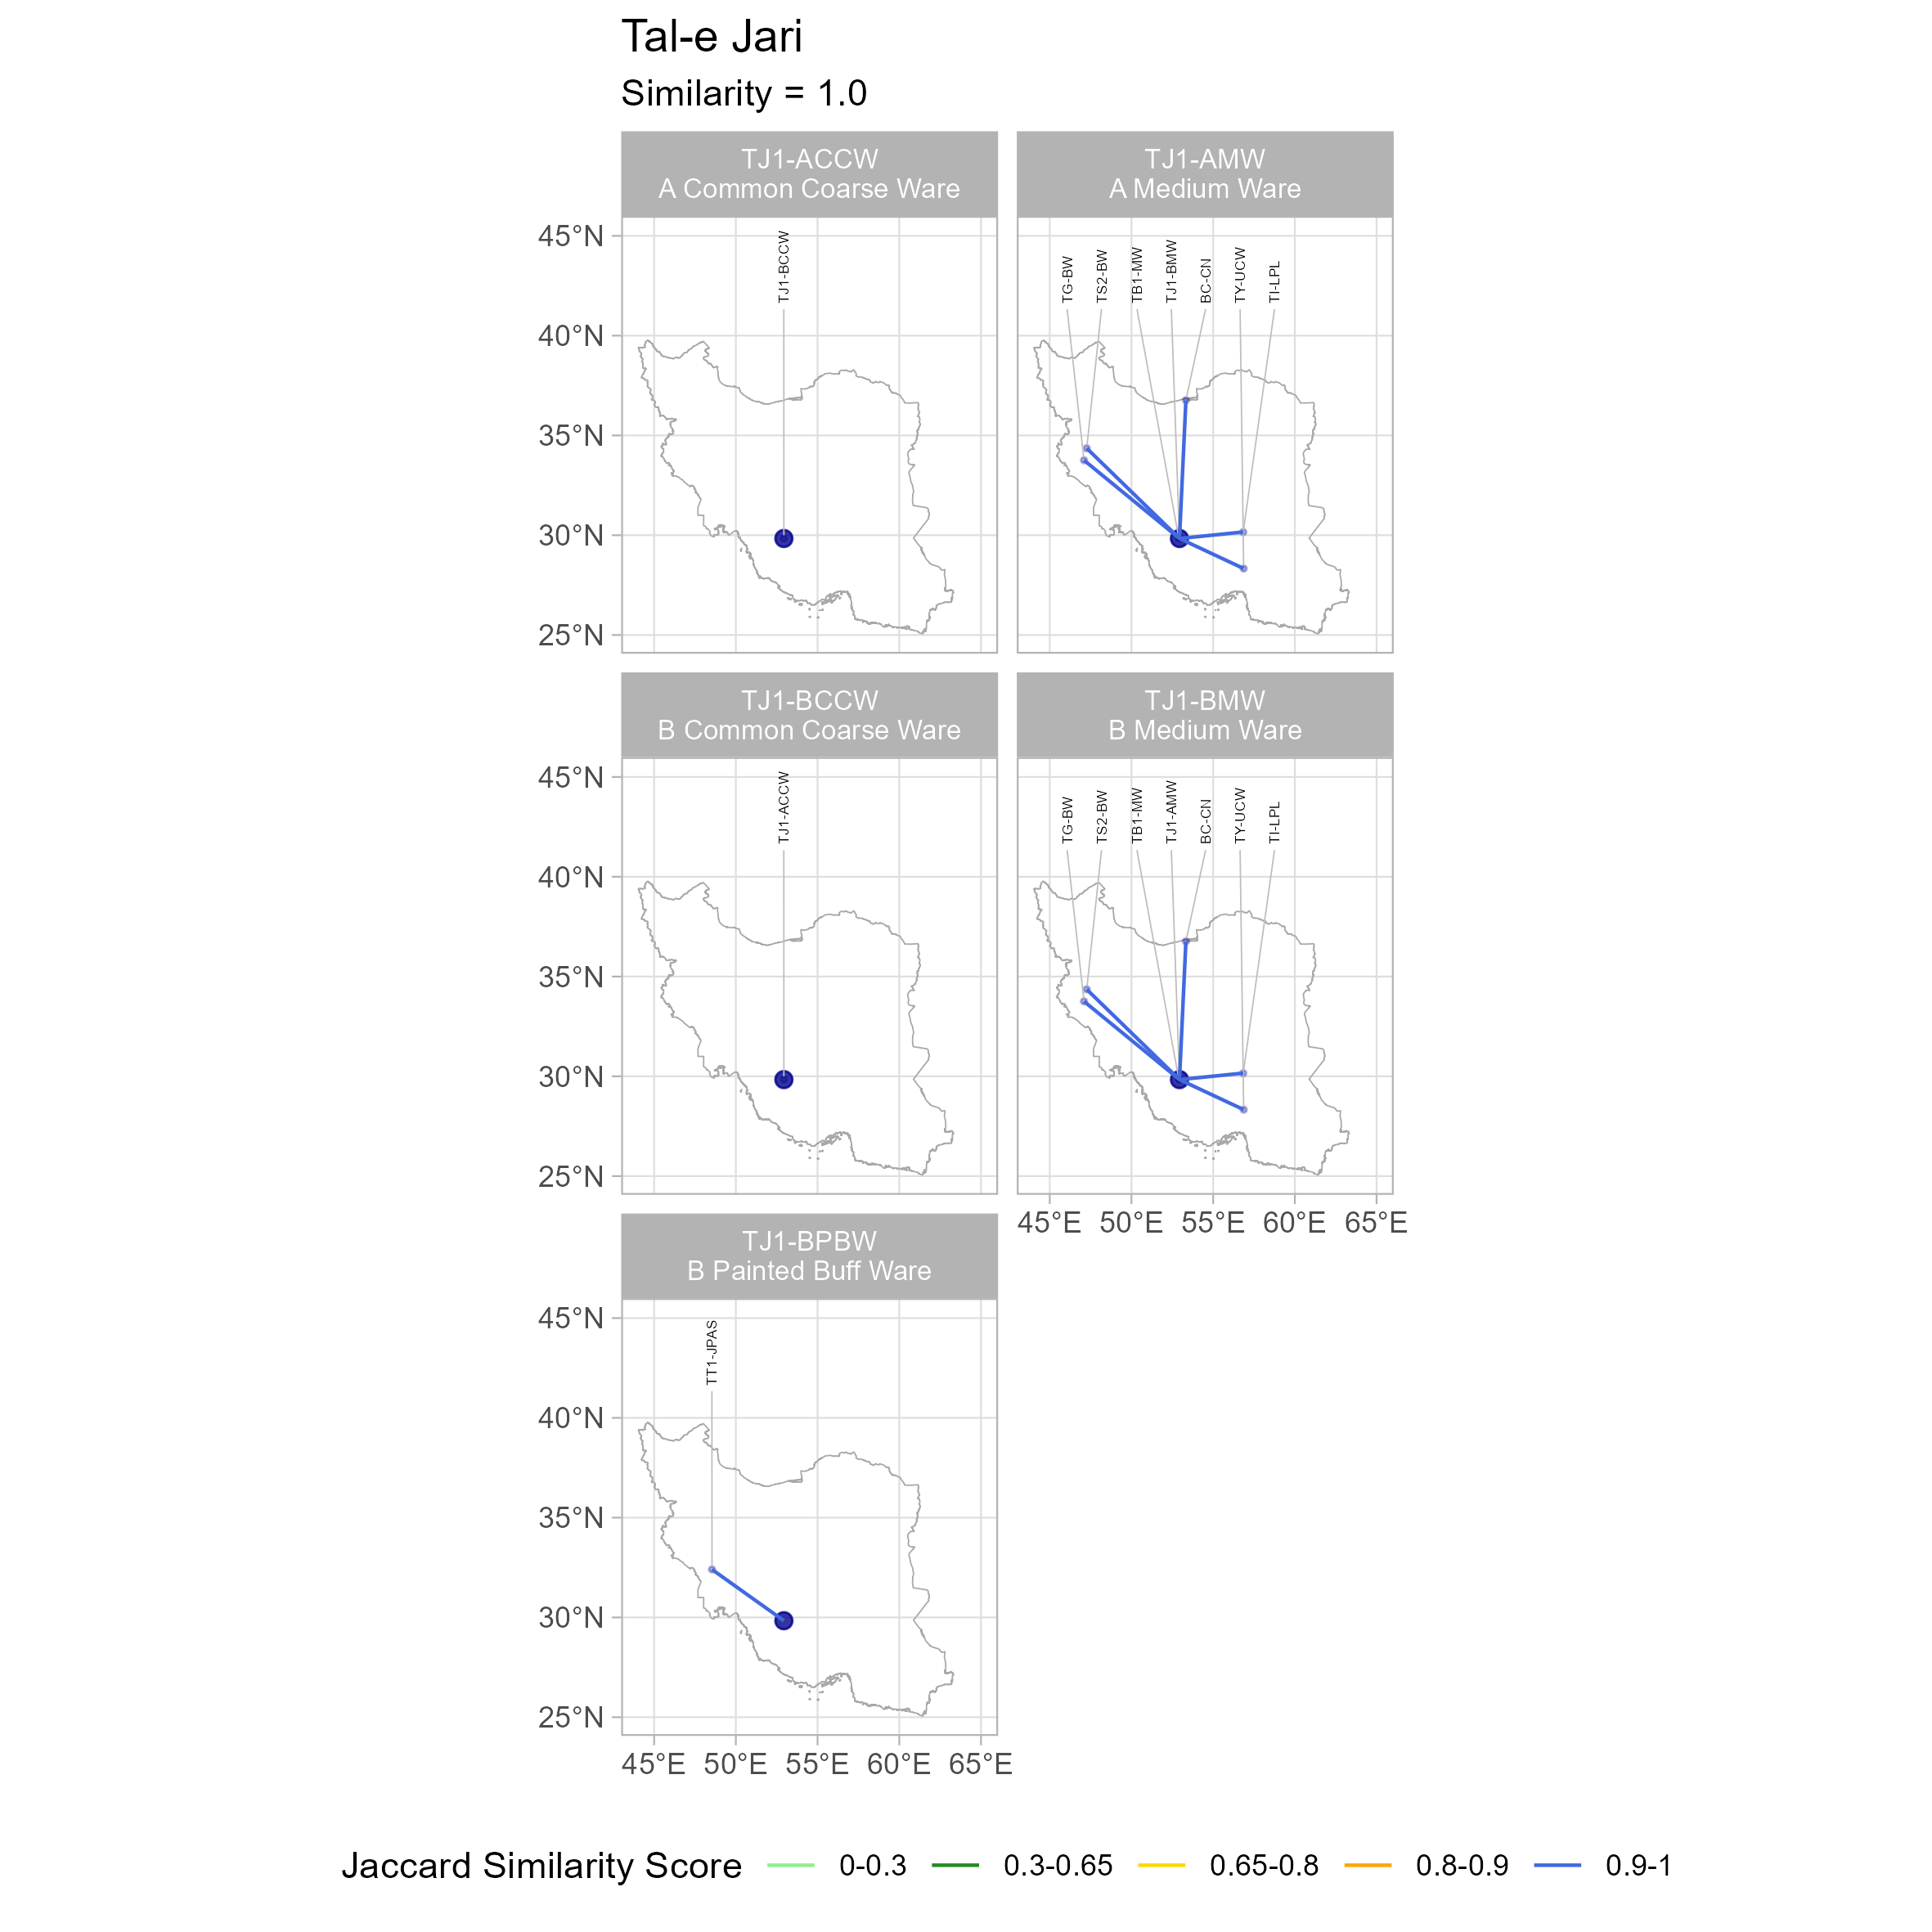 Tal-e Jari
Similarity = 1.0
TJ1-ACCW
A Common Coarse Ware
TJ1-AMW
A Medium Ware
45°N
40°N
35°N
30°N
25°N
TJ1-BCCW
TG-BW
TS2-BW
TB1-MW
TJ1-BMW
BC-CN
TY-UCW
TI-LPL
TJ1-BCCW
B Common Coarse Ware
TJ1-BMW
B Medium Ware
45°N
40°N
35°N
30°N
25°N
TJ1-ACCW
TG-BW
TS2-BW
TB1-MW
TJ1-AMW
BC-CN
TY-UCW
TI-LPL
45°E 50°E 55°E 60°E 65°E
TJ1-BPBW
B Painted Buff Ware
45°N
40°N
35°N
30°N
25°N
TT1-JPAS
45°E 50°E 55°E 60°E 65°E
Jaccard Similarity Score 0-0.3 0.3-0.65 0.65-0.8 0.8-0.9 0.9-1